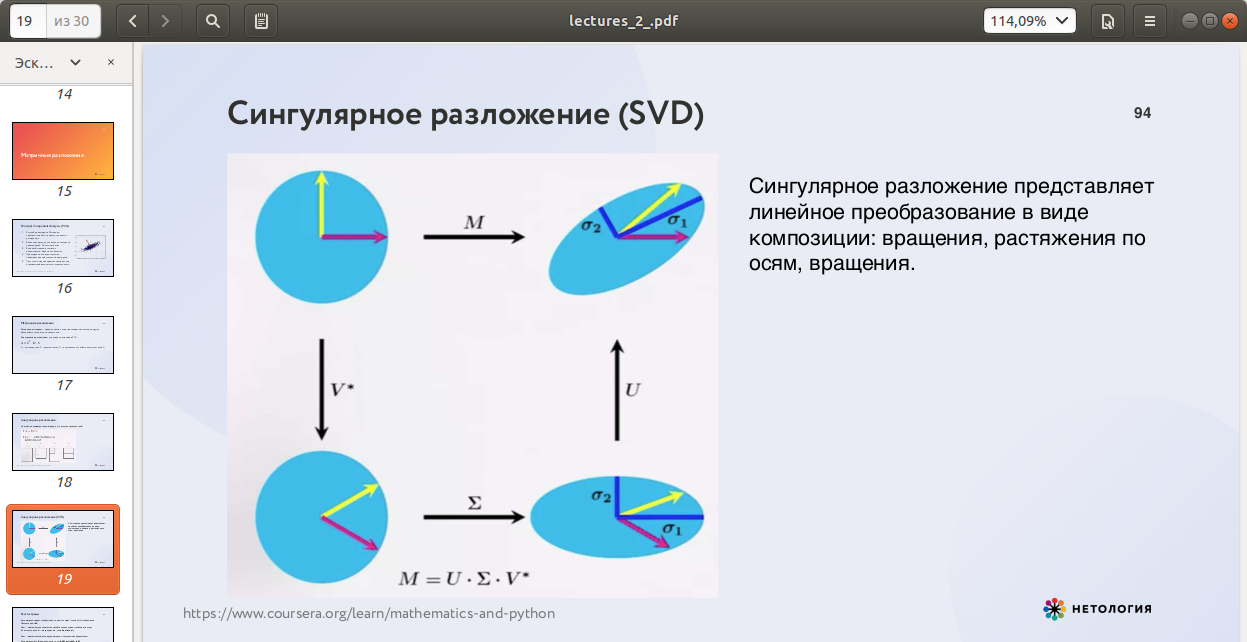 19 из 30
lectures_2_.pdf
114,09%
Эск...
14
15
16
17
18
19
Сингулярное разложение (SVD)
94
M
σ₂
σ₁
Сингулярное разложение представляет
линейное преобразование в виде
композиции: вращения, растяжения по
осям, вращения.
V*
U
Σ
σ₂
σ₁
M = U · Σ · V*
https://www.coursera.org/learn/mathematics-and-python
НЕТОЛОГИЯ